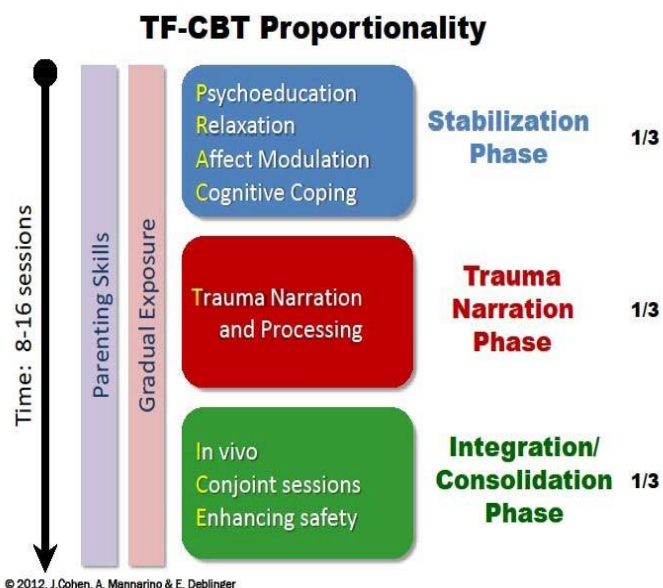 TF-CBT Proportionality
Time: 8-16 sessions
Parenting Skills
Gradual Exposure
Psychoeducation
Relaxation
Affect Modulation
Cognitive Coping
Stabilization
Phase
1/3
Trauma Narration
and Processing
Trauma
Narration
Phase
1/3
In vivo
Conjoint sessions
Enhancing safety
Integration/
Consolidation
Phase
1/3
© 2012, J.Cohen, A. Mannarino & E. Deblinger